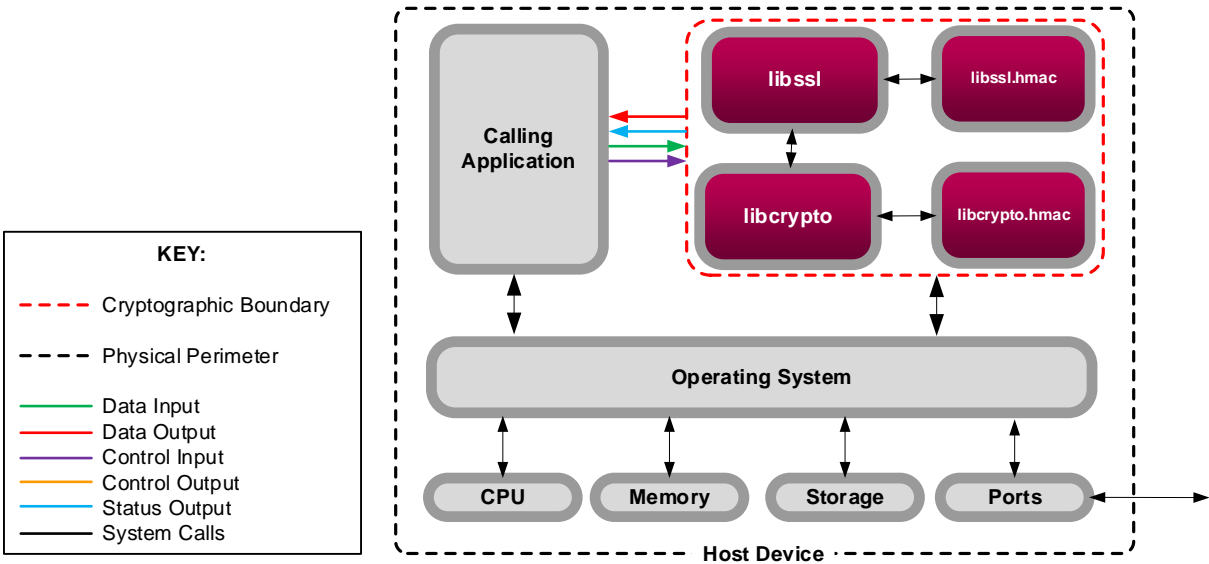 Calling
Application
libssl
libssl.hmac
libcrypto
libcrypto.hmac
KEY:
Cryptographic Boundary
Physical Perimeter
Data Input
Data Output
Control Input
Control Output
Status Output
System Calls
Operating System
CPU
Memory
Storage
Ports
Host Device